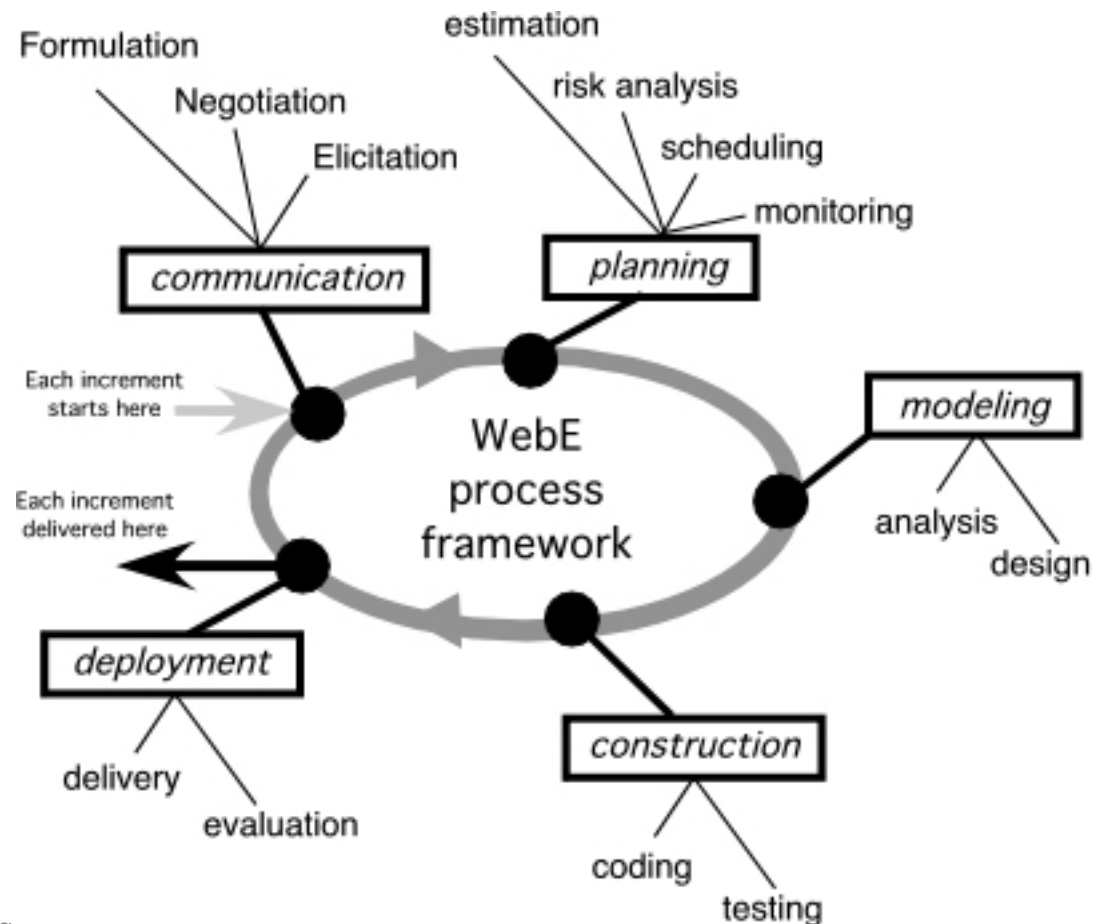 Formulation
Negotiation
Elicitation
communication
estimation
risk analysis
scheduling
monitoring
planning
Each increment
starts here
WebE
process
framework
modeling
analysis
design
Each increment
delivered here
deployment
delivery
evaluation
construction
coding
testing